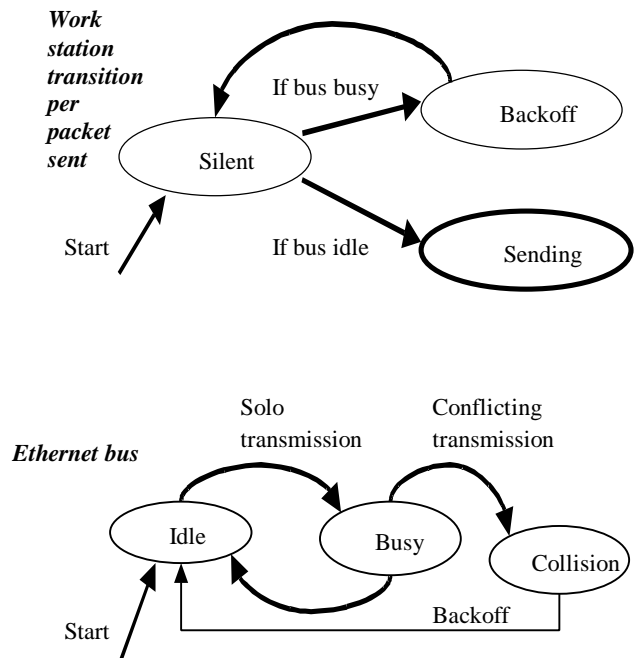 Work
station
transition
per
packet
sent
If bus busy
Backoff
Silent
Start
If bus idle
Sending
Solo
transmission
Conflicting
transmission
Ethernet bus
Idle
Busy
Collision
Backoff
Start